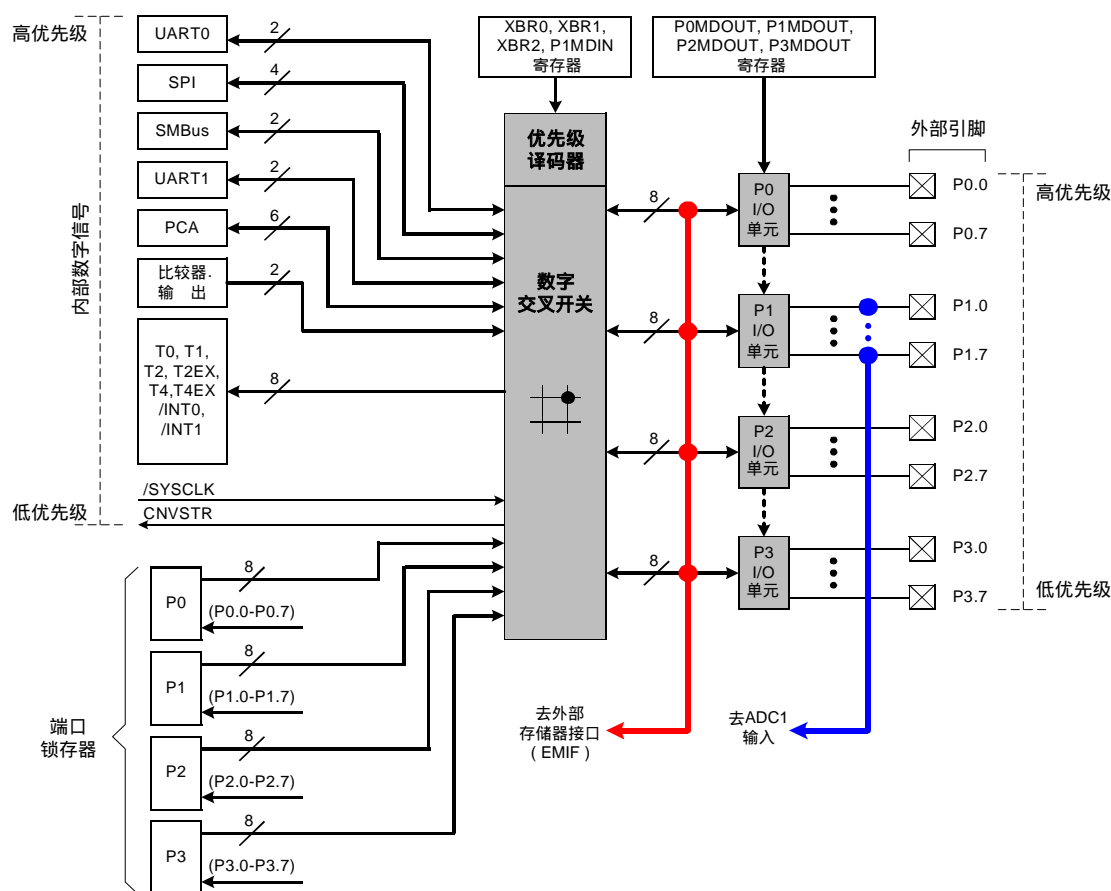 高优先级
UART0
2
SPI
4
SMBus
2
UART1
2
PCA
6
比较器.
输 出
2
T0, T1,
T2, T2EX,
T4,T4EX
/INT0,
/INT1
8
内部数字信号
低优先级
/SYSCLK
CNVSTR
XBR0, XBR1,
XBR2, P1MDIN
寄存器
P0MDOUT, P1MDOUT,
P2MDOUT, P3MDOUT
寄存器
优先级
译码器
数字
交叉开关
8
8
8
8
P0
I/O
单元
P1
I/O
单元
P2
I/O
单元
P3
I/O
单元
外部引脚
P0.0
P0.7
P1.0
P1.7
P2.0
P2.7
P3.0
P3.7
高优先级
低优先级
端口
锁存器
P0
8
(P0.0-P0.7)
P1
8
(P1.0-P1.7)
P2
8
(P2.0-P2.7)
P3
8
(P3.0-P3.7)
去外部
存储器接口
( EMIF )
去ADC1
输入